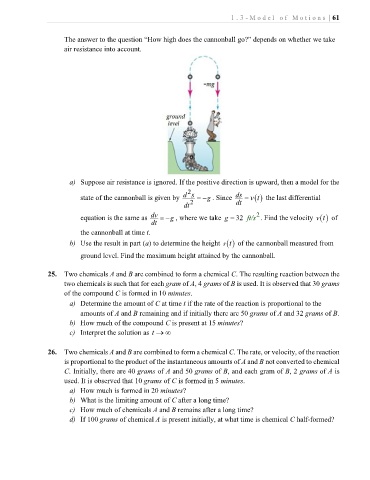 1.3-Model of Motions | 61
The answer to the question “How high does the cannonball go?” depends on whether we take
air resistance into account.
-mg
ground
level
a) Suppose air resistance is ignored. If the positive direction is upward, then a model for the
state of the cannonball is given by d²s/dt² = −g . Since ds/dt = v(t) the last differential
equation is the same as dv/dt = −g , where we take g = 32 ft/s² . Find the velocity v(t) of
the cannonball at time t.
b) Use the result in part (a) to determine the height s(t) of the cannonball measured from
ground level. Find the maximum height attained by the cannonball.
25. Two chemicals A and B are combined to form a chemical C. The resulting reaction between the
two chemicals is such that for each gram of A, 4 grams of B is used. It is observed that 30 grams
of the compound C is formed in 10 minutes.
a) Determine the amount of C at time t if the rate of the reaction is proportional to the
amounts of A and B remaining and if initially there are 50 grams of A and 32 grams of B.
b) How much of the compound C is present at 15 minutes?
c) Interpret the solution as t → ∞
26. Two chemicals A and B are combined to form a chemical C. The rate, or velocity, of the reaction
is proportional to the product of the instantaneous amounts of A and B not converted to chemical
C. Initially, there are 40 grams of A and 50 grams of B, and each gram of B, 2 grams of A is
used. It is observed that 10 grams of C is formed in 5 minutes.
a) How much is formed in 20 minutes?
b) What is the limiting amount of C after a long time?
c) How much of chemicals A and B remains after a long time?
d) If 100 grams of chemical A is present initially, at what time is chemical C half-formed?